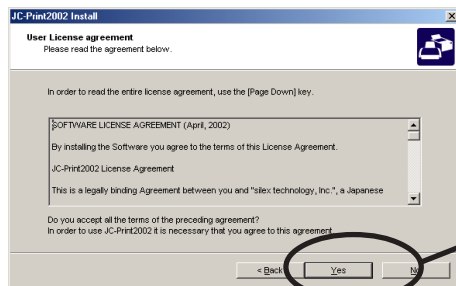 JC-Print2002 Install
User License agreement
Please read the agreement below.
In order to read the entire license agreement, use the [Page Down] key.
SOFTWARE LICENSE AGREEMENT (April, 2002)
By installing the Software you agree to the terms of this License Agreement.
JC-Print2002 License Agreement
This is a legally binding Agreement between you and "silex technology, Inc.", a Japanese
Do you accept all the terms of the preceding agreement?
In order to use JC-Print2002 it is necessary that you agree to this agreement
< Back Yes No